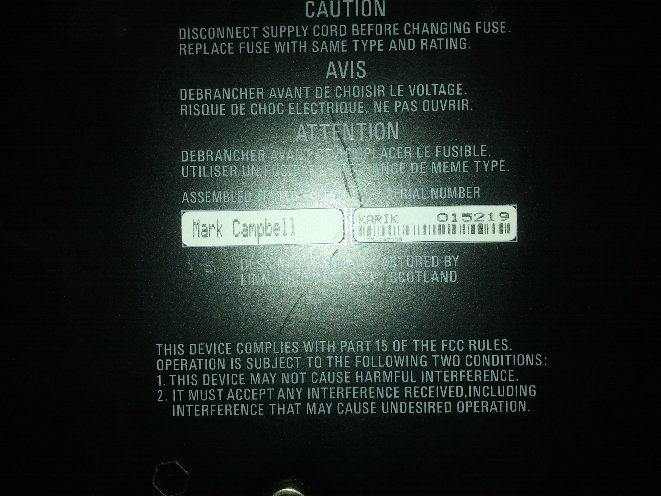 CAUTION
DISCONNECT SUPPLY CORD BEFORE CHANGING FUSE.
REPLACE FUSE WITH SAME TYPE AND RATING.
AVIS
DEBRANCHER AVANT DE CHOISIR LE VOLTAGE.
RISQUE DE CHOC ELECTRIQUE. NE PAS OUVRIR.
ATTENTION
DEBRANCHER AVANT DE REMPLACER LE FUSIBLE.
UTILISER UN FUSIBLE DE RECHANGE DE MEME TYPE.
ASSEMBLED SERIAL NUMBER
Mark Campbell KARIK 015219
DESIGNED MANUFACTURED BY
LINN SCOTLAND
THIS DEVICE COMPLIES WITH PART 15 OF THE FCC RULES.
OPERATION IS SUBJECT TO THE FOLLOWING TWO CONDITIONS:
1. THIS DEVICE MAY NOT CAUSE HARMFUL INTERFERENCE.
2. IT MUST ACCEPT ANY INTERFERENCE RECEIVED,INCLUDING
INTERFERENCE THAT MAY CAUSE UNDESIRED OPERATION.